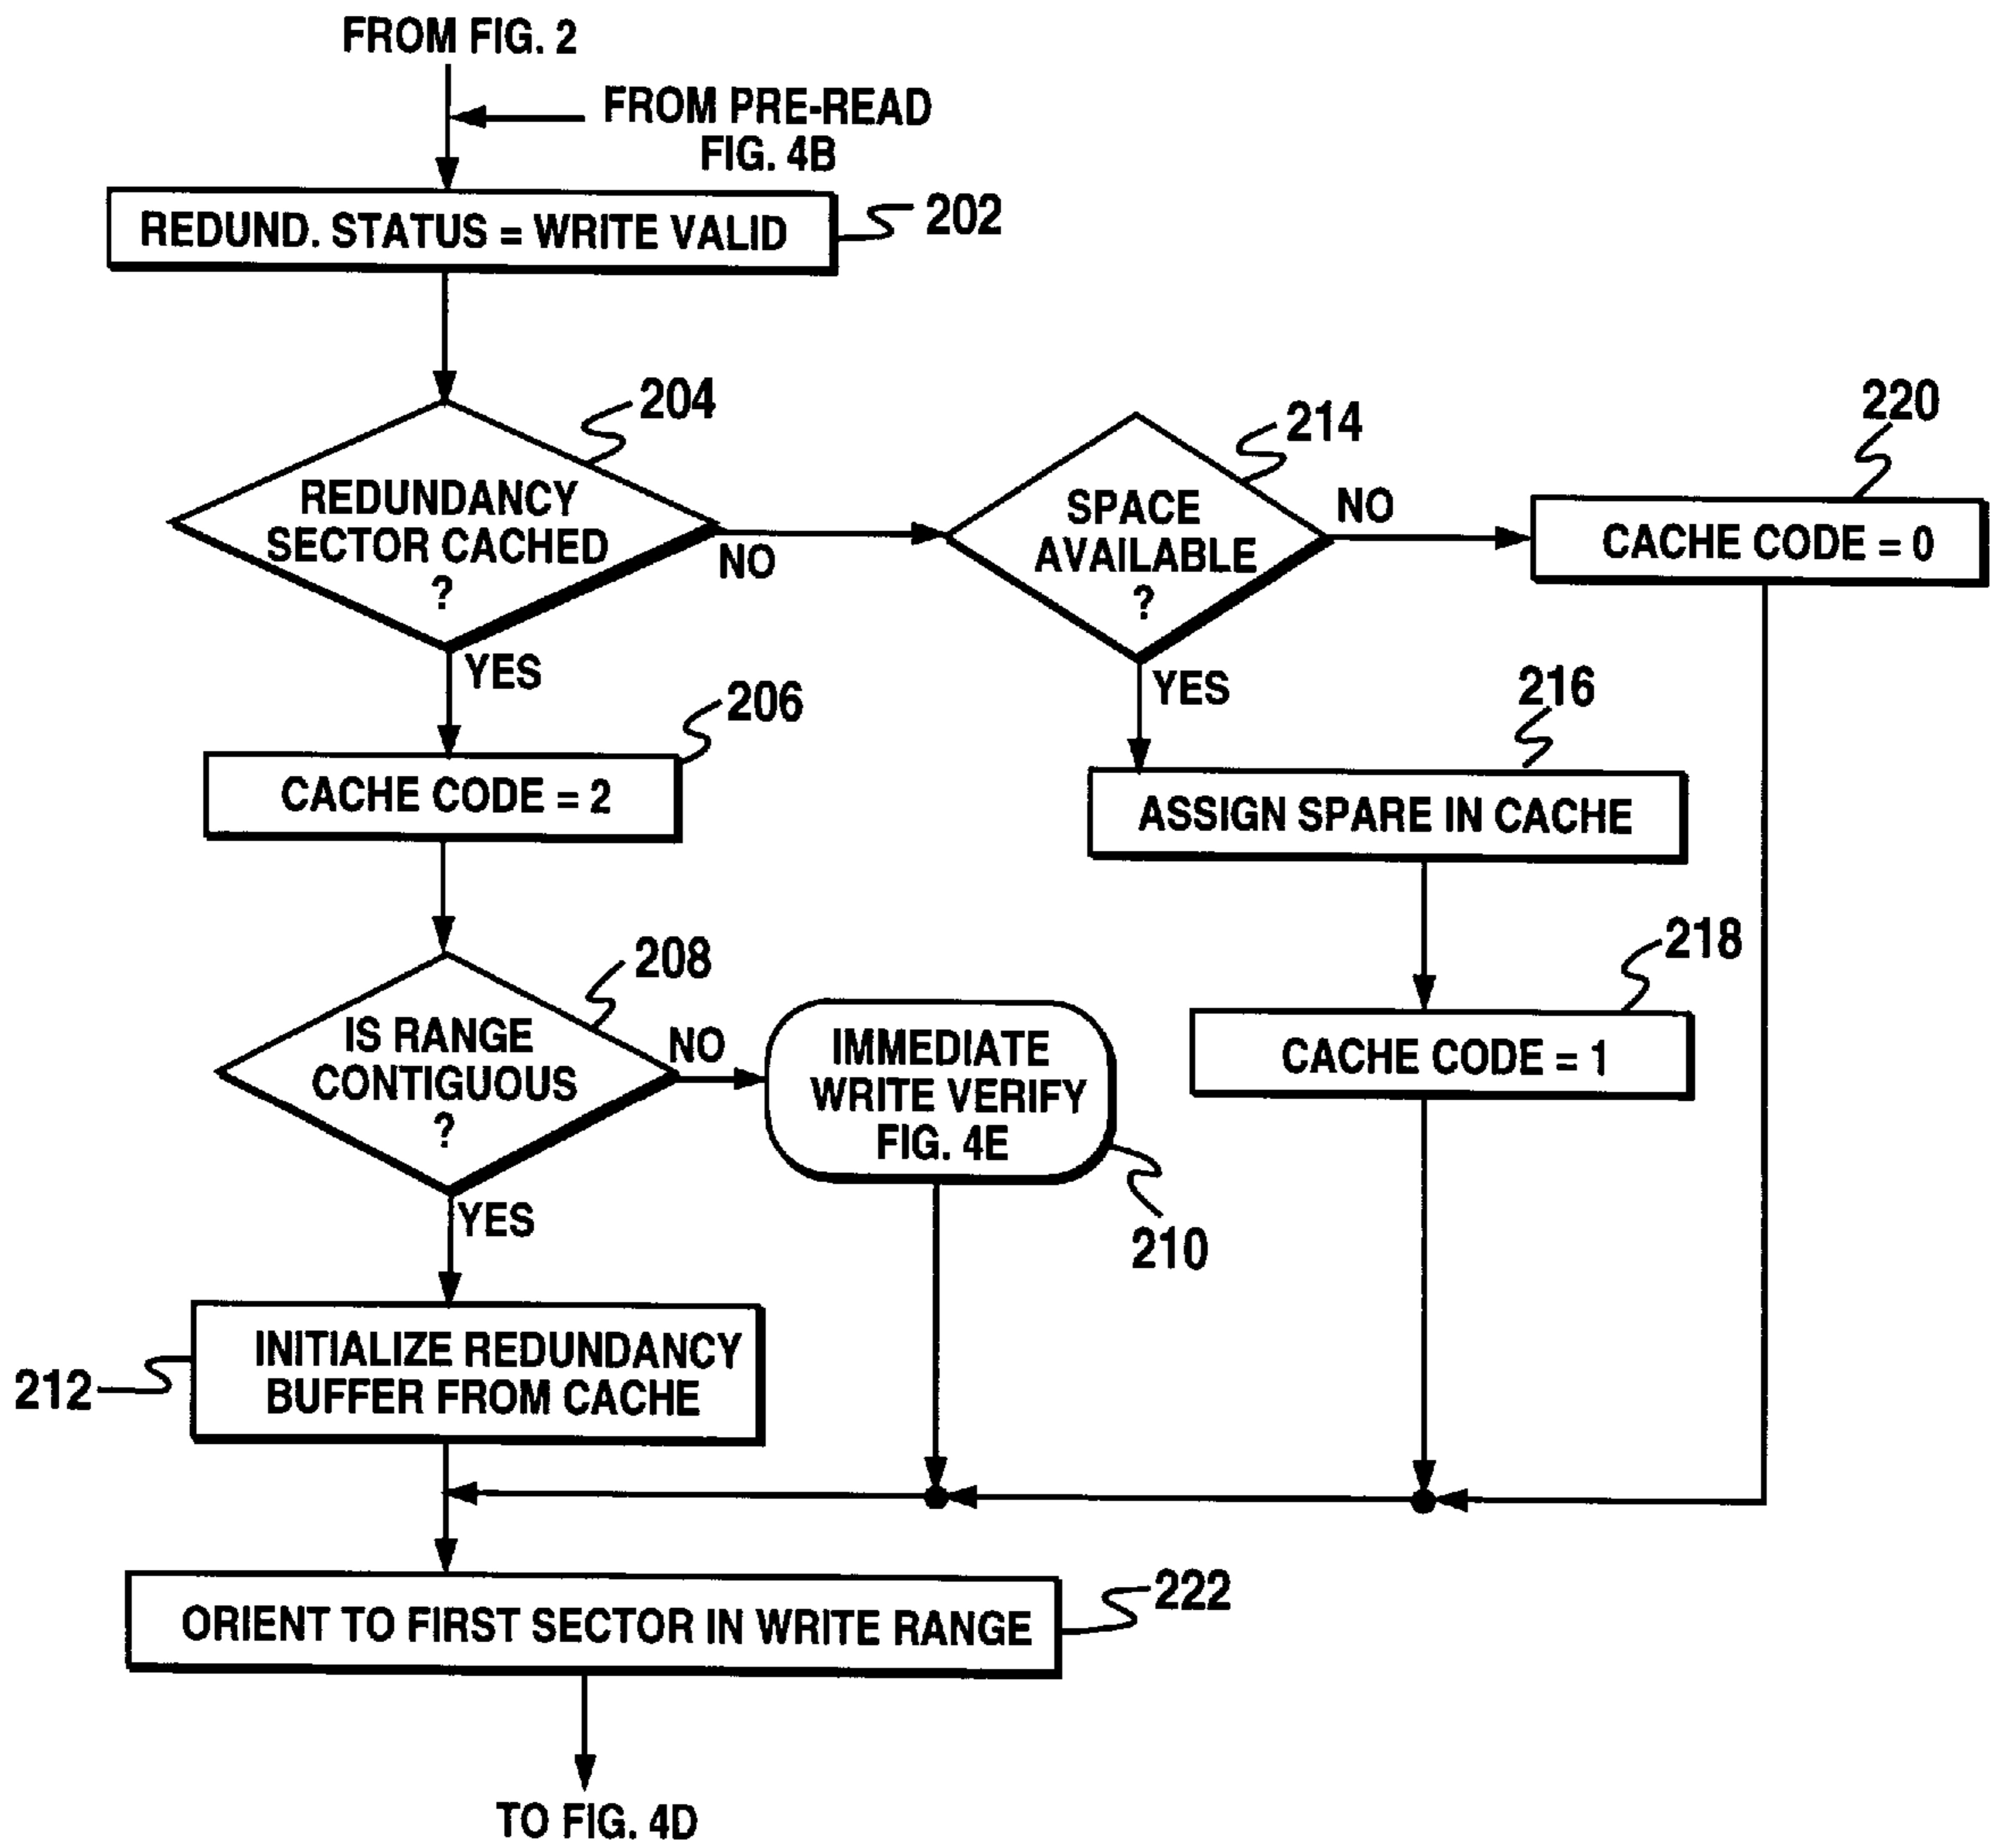 FROM FIG. 2
FROM PRE-READ
FIG. 4B
REDUND. STATUS = WRITE VALID
202
204
REDUNDANCY
SECTOR CACHED
?
NO
YES
214
SPACE
AVAILABLE
?
NO
YES
220
CACHE CODE = 0
206
CACHE CODE = 2
216
ASSIGN SPARE IN CACHE
218
CACHE CODE = 1
208
IS RANGE
CONTIGUOUS
?
NO
YES
IMMEDIATE
WRITE VERIFY
FIG. 4E
210
212
INITIALIZE REDUNDANCY
BUFFER FROM CACHE
222
ORIENT TO FIRST SECTOR IN WRITE RANGE
TO FIG. 4D